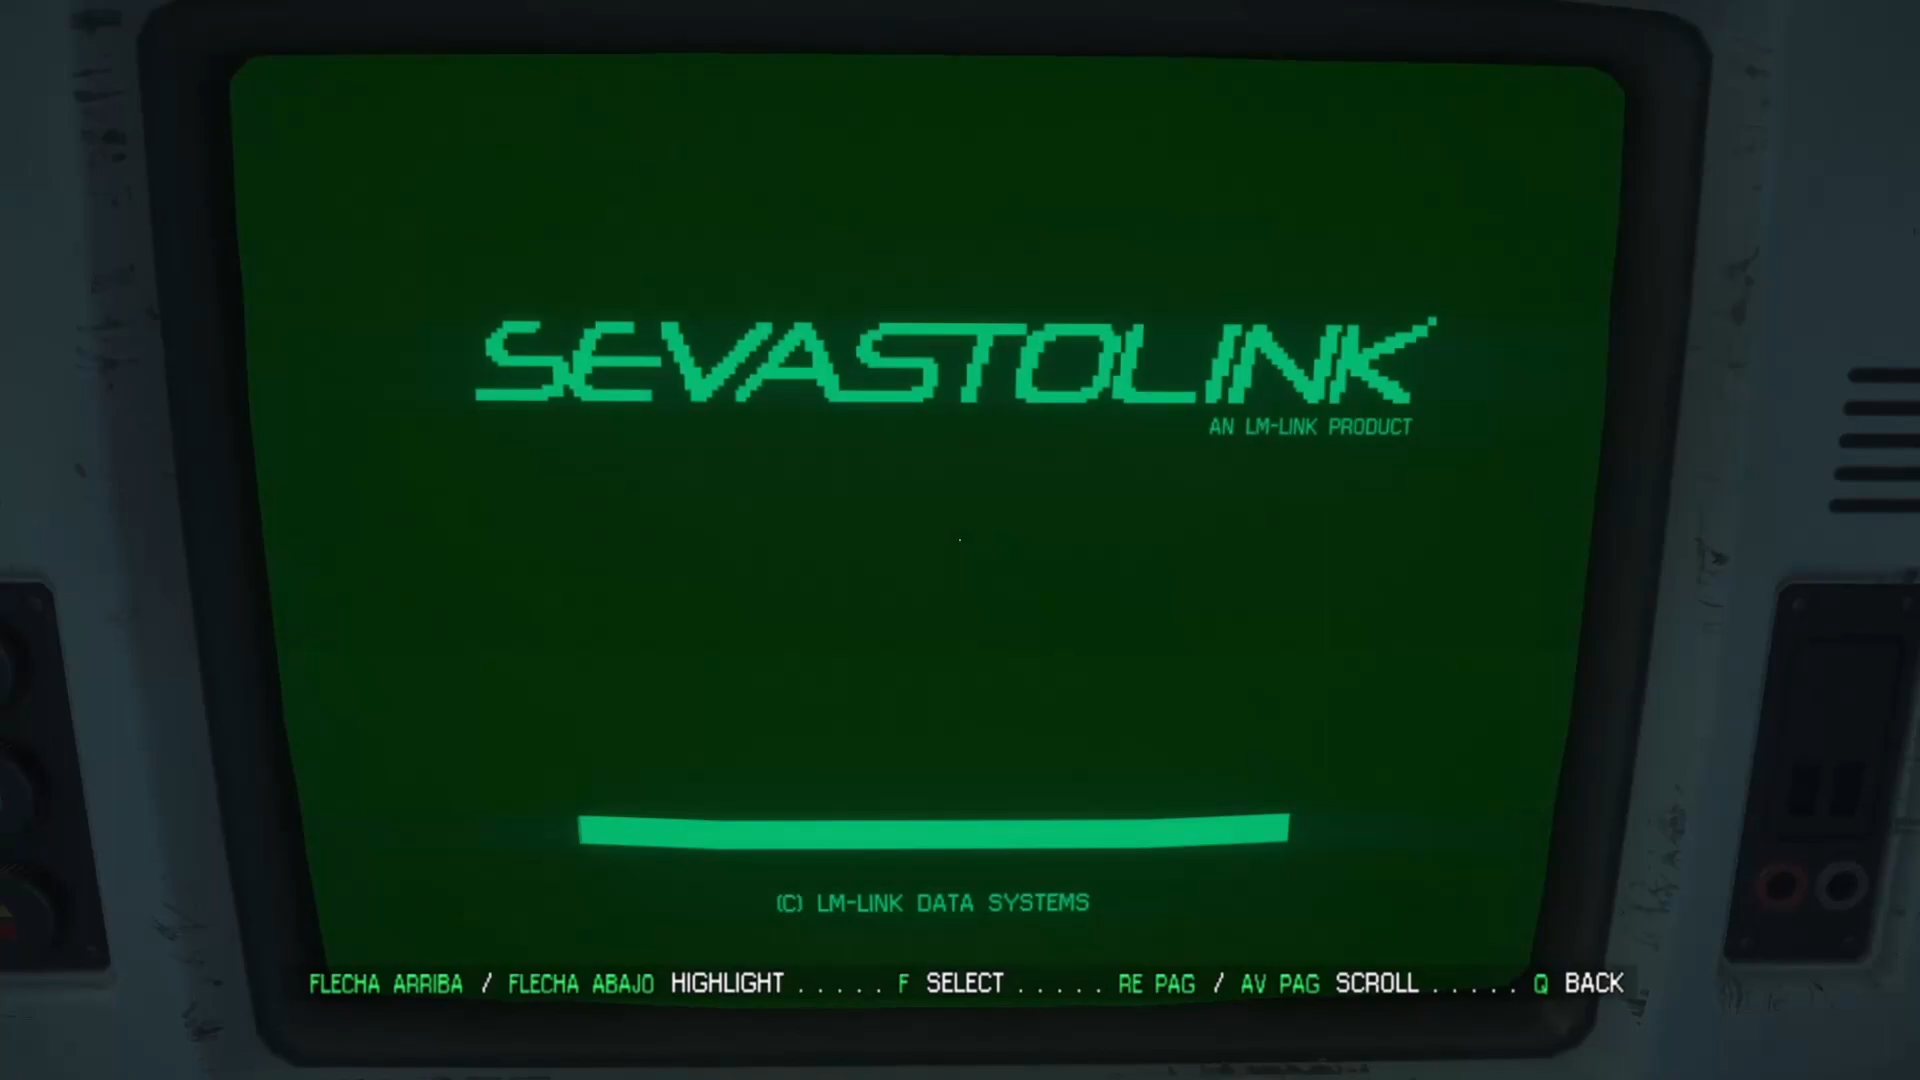 SEVASTOLINK
AN LM-LINK PRODUCT
(C) LM-LINK DATA SYSTEMS
FLECHA ARRIBA / FLECHA ABAJO HIGHLIGHT ..... F SELECT ..... RE PAG / AV PAG SCROLL ..... Q BACK